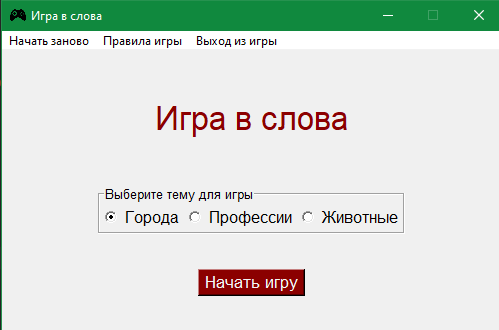 Игра в слова
Начать заново Правила игры Выход из игры
Игра в слова
Выберите тему для игры
Города Профессии Животные
Начать игру